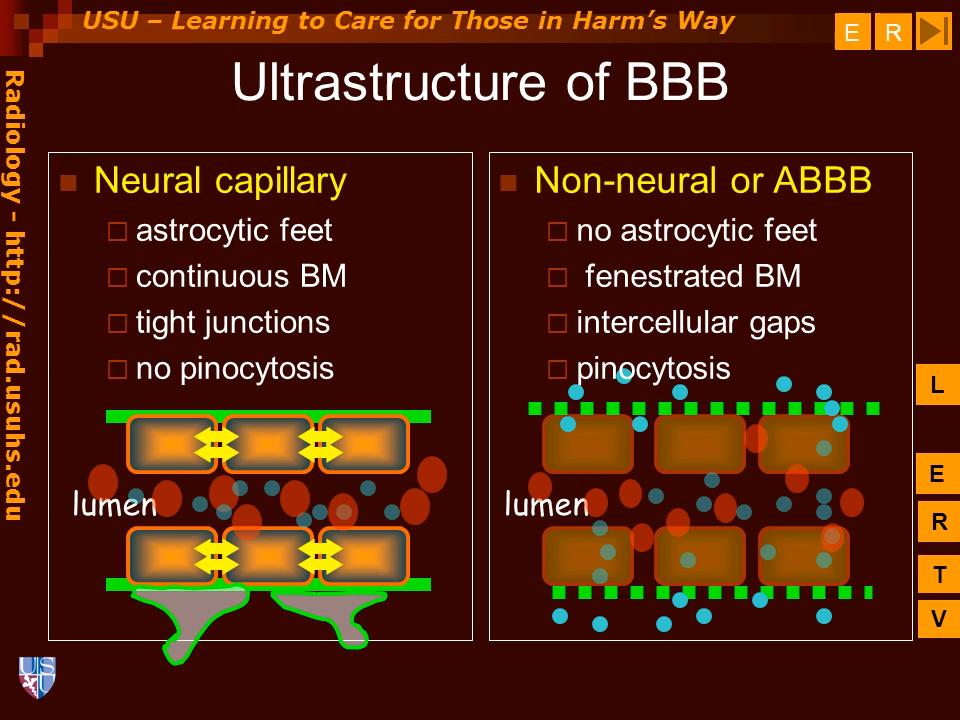 USU – Learning to Care for Those in Harm's Way
E R
Ultrastructure of BBB
Radiology - http://rad.usuhs.edu
Neural capillary
astrocytic feet
continuous BM
tight junctions
no pinocytosis
lumen
Non-neural or ABBB
no astrocytic feet
fenestrated BM
intercellular gaps
pinocytosis
lumen
L
E
R
T
V
USU